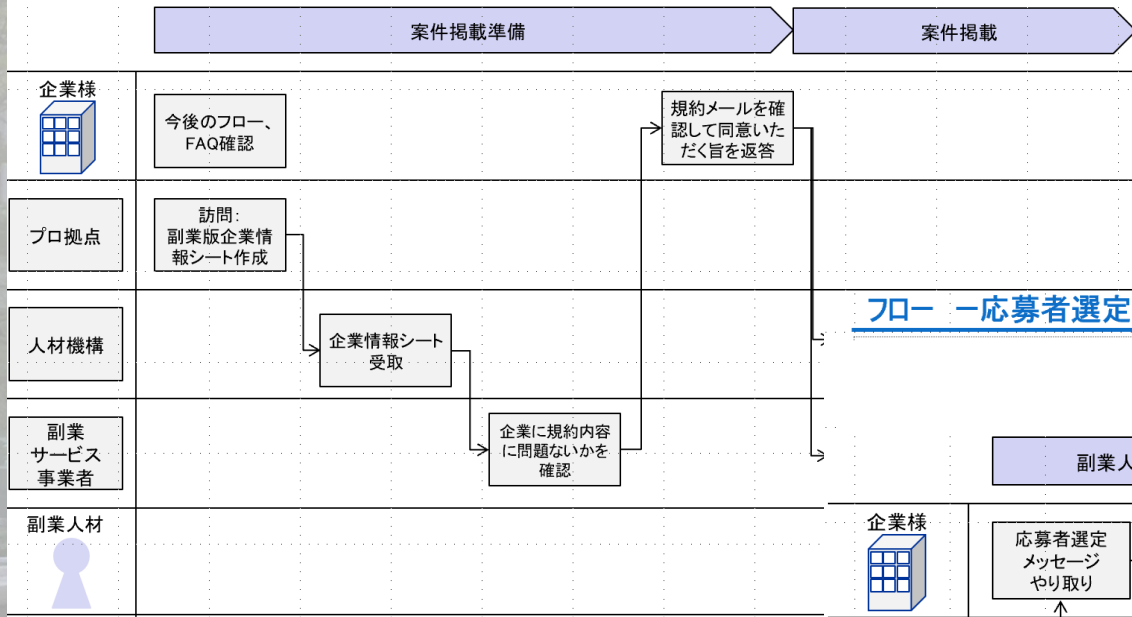 案件掲載準備
案件掲載
企業様
今後のフロー、
FAQ確認
規約メールを確
認して同意いた
だく旨を返答
プロ拠点
訪問：
副業版企業情
報シート作成
人材機構
企業情報シート
受取
副業
サービス
事業者
企業に規約内容
に問題ないかを
確認
副業人材
フロー　ー応募者選定
副業人
企業様
応募者選定
メッセージ
やり取り